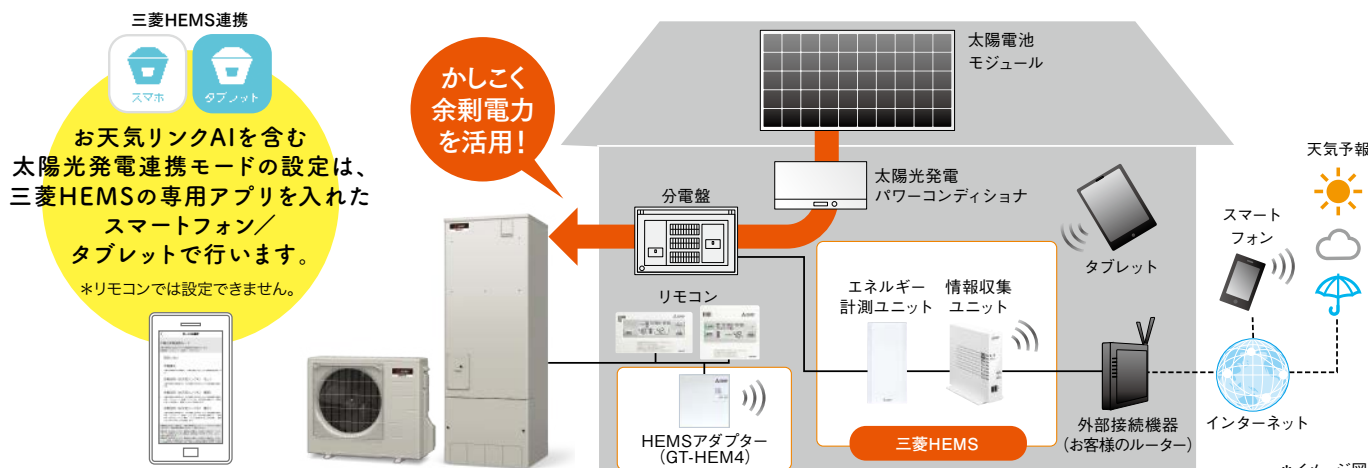 三菱HEMS連携
スマホ
タブレット
お天気リンクAIを含む
太陽光発電連携モードの設定は、
三菱HEMSの専用アプリを入れた
スマートフォン／
タブレットで行います。
＊リモコンでは設定できません。
かしこく
余剰電力
を活用！
太陽電池
モジュール
太陽光発電
パワーコンディショナ
分電盤
リモコン
HEMSアダプター
（GT-HEM4）
エネルギー
計測ユニット
情報収集
ユニット
三菱HEMS
タブレット
外部接続機器
（お客様のルーター）
スマート
フォン
天気予報
インターネット